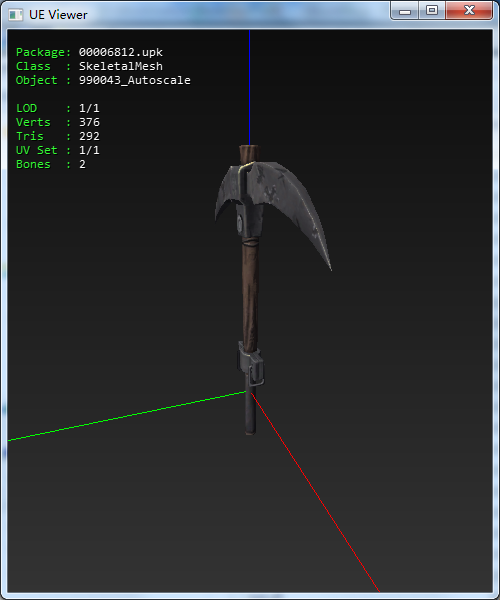 UE Viewer
Package: 00006812.upk
Class : SkeletalMesh
Object : 990043_Autoscale
LOD : 1/1
Verts : 376
Tris : 292
UV Set : 1/1
Bones : 2